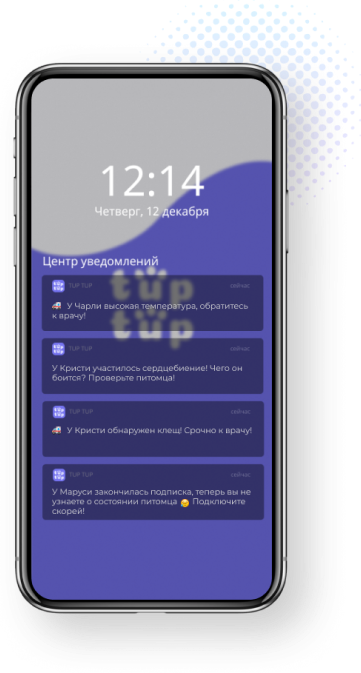 12:14
Четверг, 12 декабря
Центр уведомлений
tüp
tüp
TUP TUP сейчас
🚑 У Чарли высокая температура, обратитесь
к врачу!
TUP TUP сейчас
У Кристи участилось сердцебиение! Чего он
боится? Проверьте питомца!
TUP TUP сейчас
🚑 У Кристи обнаружен клещ! Срочно к врачу!
TUP TUP сейчас
У Маруси закончилась подписка, теперь вы не
узнаете о состоянии питомца 😢 Подключите
скорей!